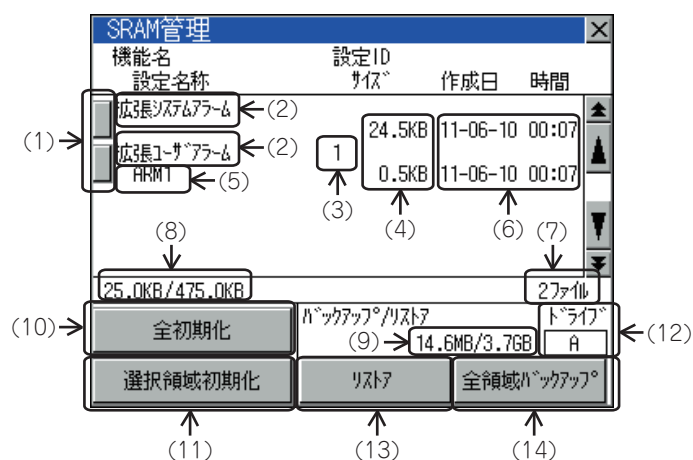 SRAM管理 ×
機能名 設定ID
設定名称 ｻｲｽﾞ 作成日 時間
拡張ｼｽﾃﾑｱﾗｰﾑ (2)
24.5KB 11-06-10 00:07
(1) 拡張ﾕｰｻﾞｱﾗｰﾑ (2) 1
ARM1 (5) 0.5KB 11-06-10 00:07
(3) (4) (6) (7)
(8)
25.0KB/475.0KB 2ﾌｧｲﾙ
(10) 全初期化 ﾊﾞｯｸｱｯﾌﾟ/ﾘｽﾄｱ ﾄﾞﾗｲﾌﾞ
(9) 14.6MB/3.7GB A (12)
選択領域初期化 ﾘｽﾄｱ 全領域ﾊﾞｯｸｱｯﾌﾟ
(11) (13) (14)